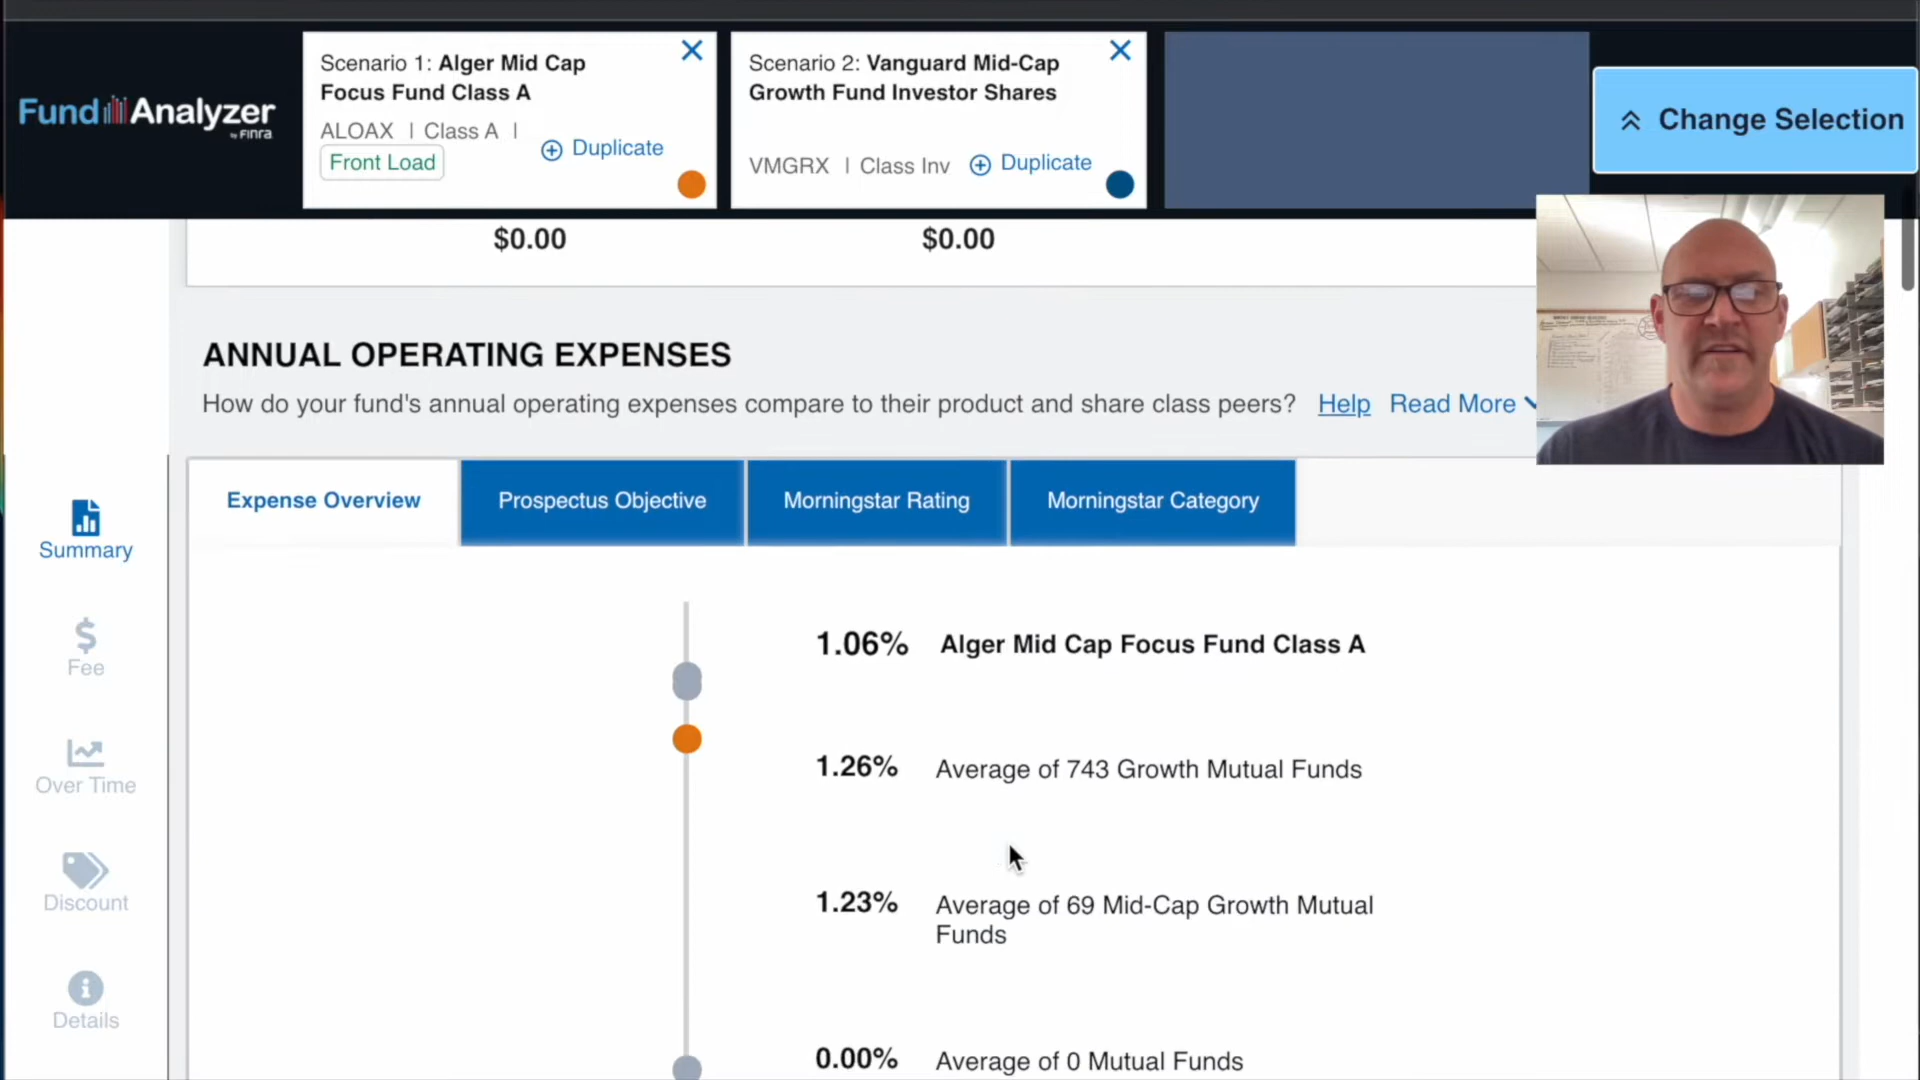 Fund Analyzer
by FINRA
Scenario 1: Alger Mid Cap
Focus Fund Class A
ALOAX | Class A |
Front Load
Duplicate
Scenario 2: Vanguard Mid-Cap
Growth Fund Investor Shares
VMGRX | Class Inv
Duplicate
Change Selection
$0.00 $0.00
ANNUAL OPERATING EXPENSES
How do your fund's annual operating expenses compare to their product and share class peers? Help Read More
Expense Overview Prospectus Objective Morningstar Rating Morningstar Category
Summary
Fee
Over Time
Discount
Details
1.06% Alger Mid Cap Focus Fund Class A
1.26% Average of 743 Growth Mutual Funds
1.23% Average of 69 Mid-Cap Growth Mutual
Funds
0.00% Average of 0 Mutual Funds